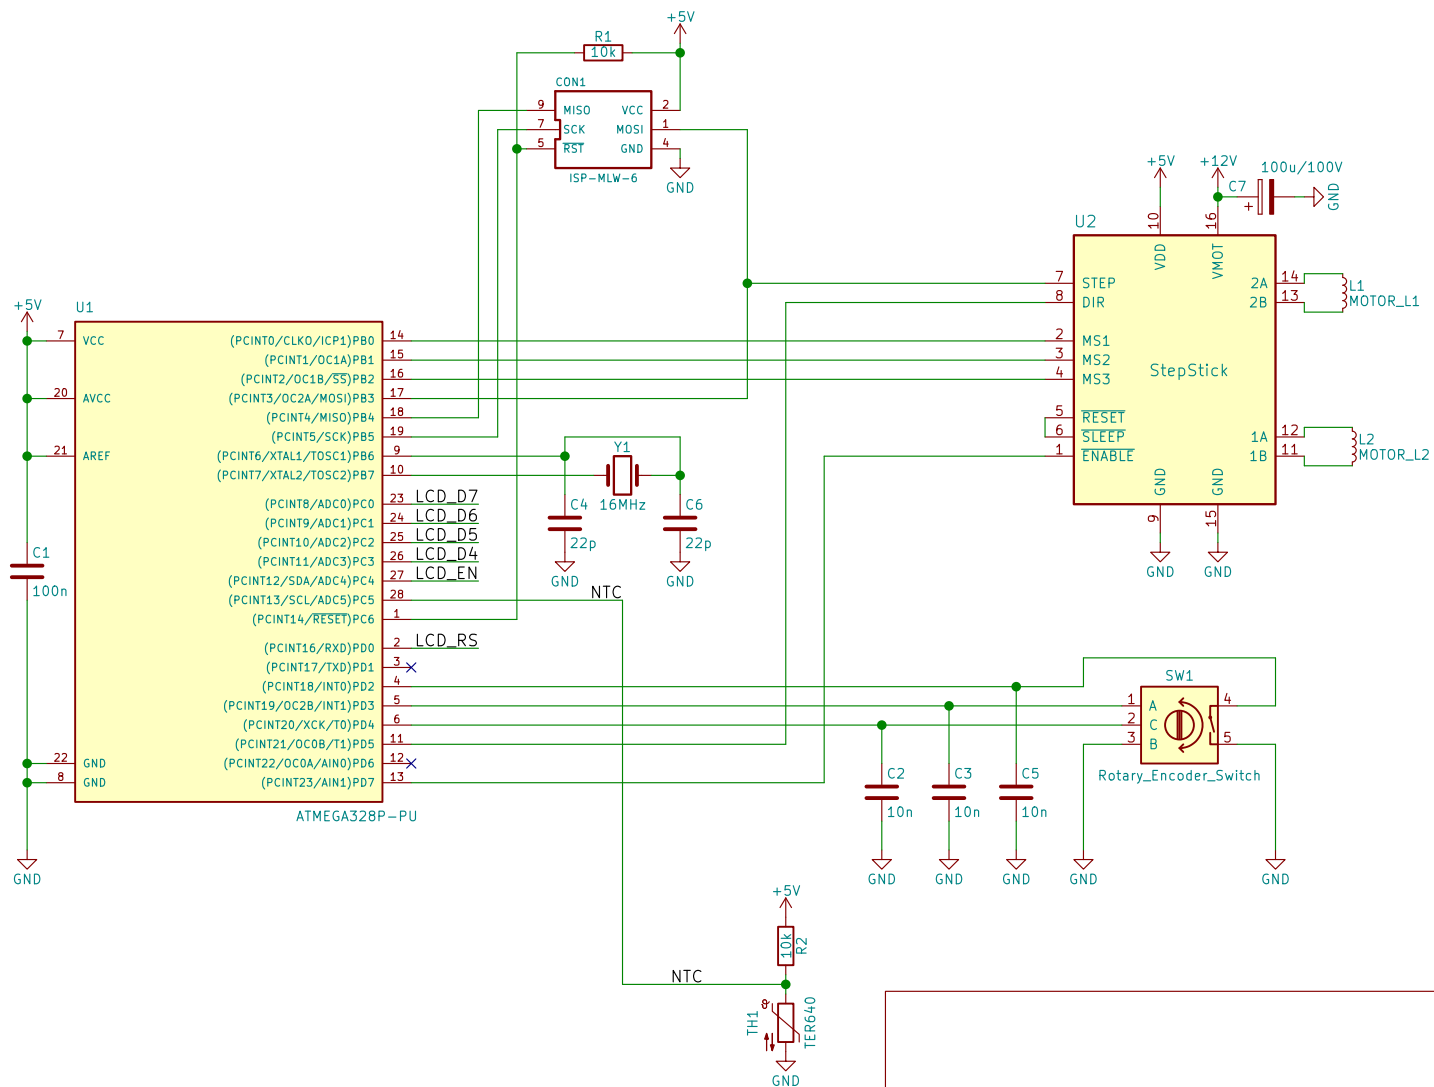 +5V
R1
10k
CON1
9 MISO VCC 2
7 SCK MOSI 1
5 RST GND 4
ISP-MLW-6
GND
+5V
+12V
100u/100V
C7
+
GND
U2
10
16
VDD
VMOT
7 STEP
8 DIR
2 MS1
3 MS2
4 MS3
5 RESET
6 SLEEP
1 ENABLE
StepStick
2A 14
2B 13
1A 12
1B 11
L1
MOTOR_L1
L2
MOTOR_L2
GND
GND
9
15
GND
GND
+5V
U1
7 VCC
20 AVCC
21 AREF
22 GND
8 GND
(PCINT0/CLKO/ICP1)PB0 14
(PCINT1/OC1A)PB1 15
(PCINT2/OC1B/SS)PB2 16
(PCINT3/OC2A/MOSI)PB3 17
(PCINT4/MISO)PB4 18
(PCINT5/SCK)PB5 19
(PCINT6/XTAL1/TOSC1)PB6 9
(PCINT7/XTAL2/TOSC2)PB7 10
(PCINT8/ADC0)PC0 23 LCD_D7
(PCINT9/ADC1)PC1 24 LCD_D6
(PCINT10/ADC2)PC2 25 LCD_D5
(PCINT11/ADC3)PC3 26 LCD_D4
(PCINT12/SDA/ADC4)PC4 27 LCD_EN
(PCINT13/SCL/ADC5)PC5 28 NTC
(PCINT14/RESET)PC6 1
(PCINT16/RXD)PD0 2 LCD_RS
(PCINT17/TXD)PD1 3
(PCINT18/INT0)PD2 4
(PCINT19/OC2B/INT1)PD3 5
(PCINT20/XCK/T0)PD4 6
(PCINT21/OC0B/T1)PD5 11
(PCINT22/OC0A/AIN0)PD6 12
(PCINT23/AIN1)PD7 13
ATMEGA328P-PU
C1
100n
GND
Y1
16MHz
C4
22p
GND
C6
22p
GND
SW1
1 A
2 C
3 B
4
5
Rotary_Encoder_Switch
C2
10n
GND
C3
10n
GND
C5
10n
GND
GND
GND
+5V
10k
R2
NTC
TH1
ϑ
TER640
GND